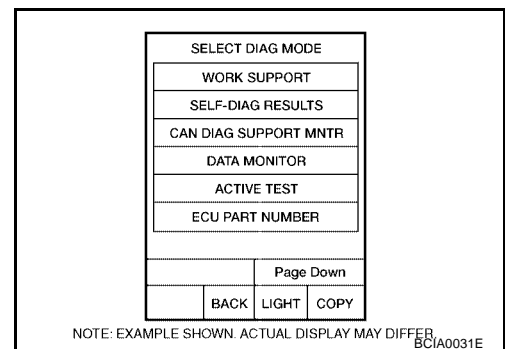 SELECT DIAG MODE
WORK SUPPORT
SELF-DIAG RESULTS
CAN DIAG SUPPORT MNTR
DATA MONITOR
ACTIVE TEST
ECU PART NUMBER
Page Down
BACK LIGHT COPY
NOTE: EXAMPLE SHOWN. ACTUAL DISPLAY MAY DIFFER.
BCIA0031E